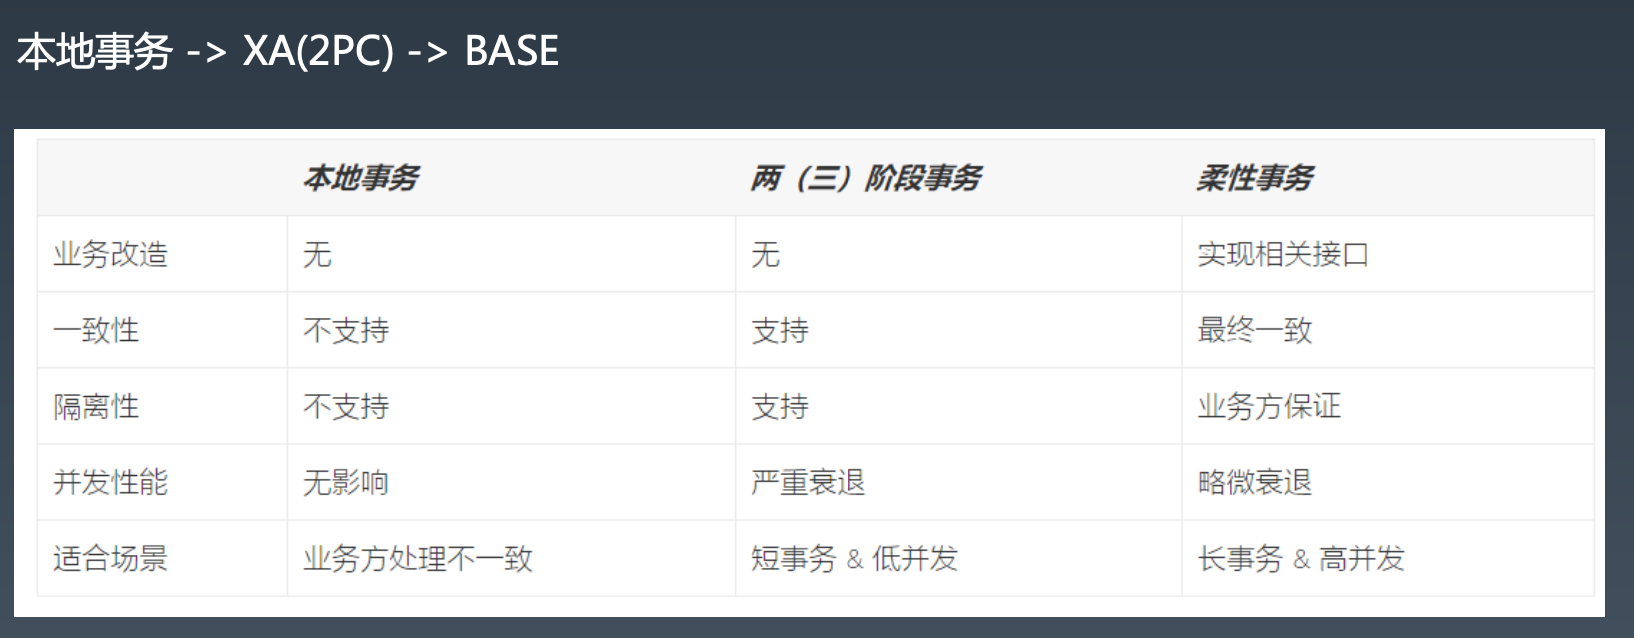 本地事务 -> XA(2PC) -> BASE
本地事务 两（三）阶段事务 柔性事务
业务改造 无 无 实现相关接口
一致性 不支持 支持 最终一致
隔离性 不支持 支持 业务方保证
并发性能 无影响 严重衰退 略微衰退
适合场景 业务方处理不一致 短事务 & 低并发 长事务 & 高并发